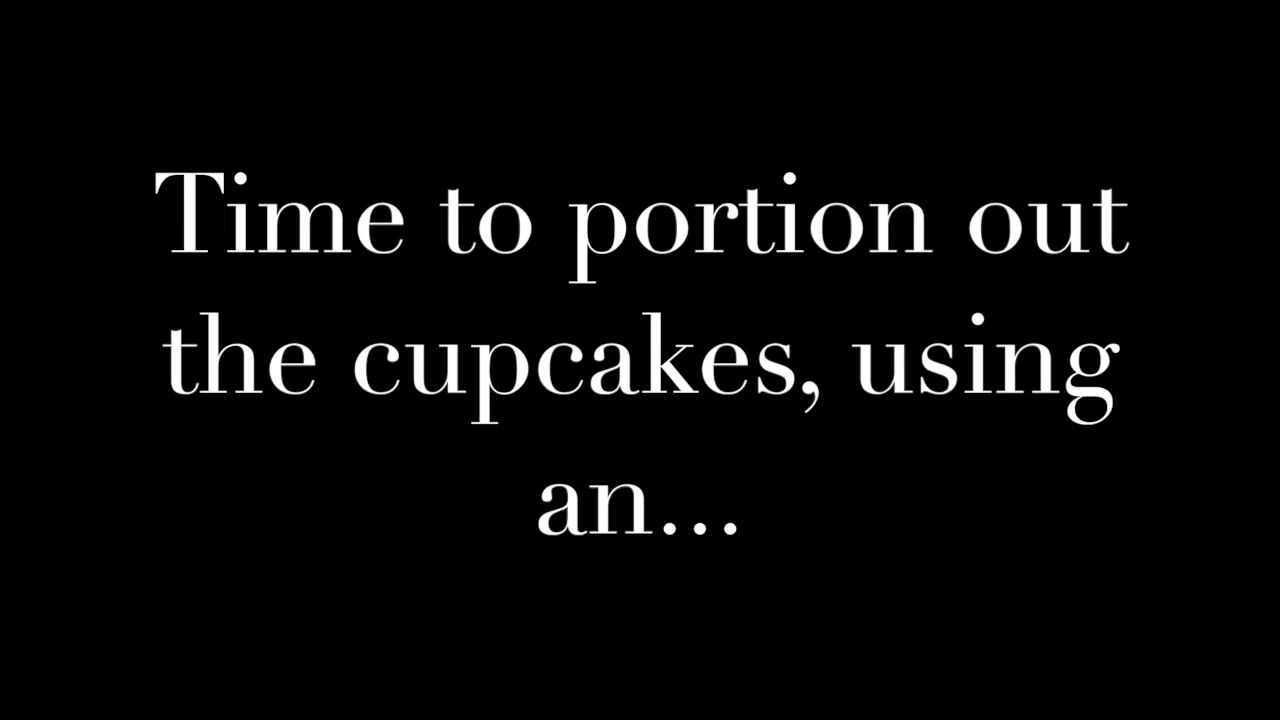 Time to portion out
the cupcakes, using
an...